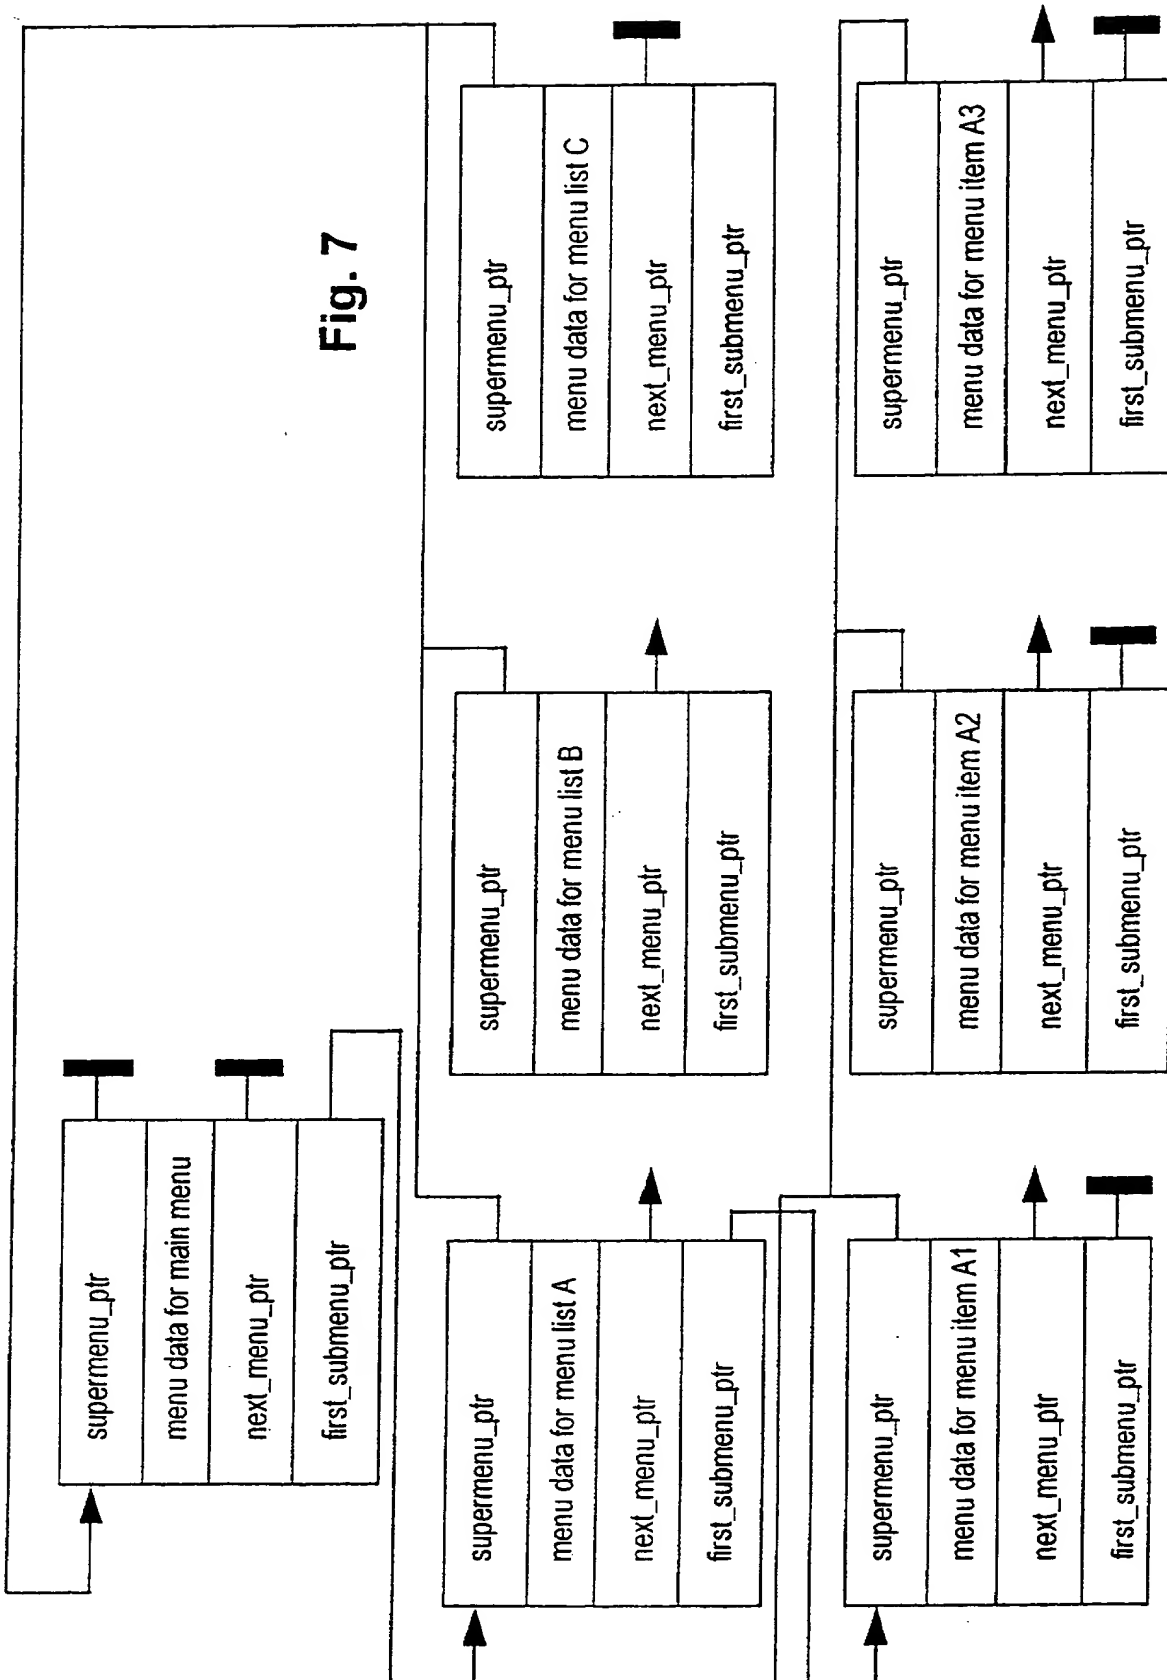 supermenu_ptr
menu data for main menu
next_menu_ptr
first_submenu_ptr
Fig. 7
supermenu_ptr
menu data for menu list A
next_menu_ptr
first_submenu_ptr
supermenu_ptr
menu data for menu list B
next_menu_ptr
first_submenu_ptr
supermenu_ptr
menu data for menu list C
next_menu_ptr
first_submenu_ptr
supermenu_ptr
menu data for menu item A1
next_menu_ptr
first_submenu_ptr
supermenu_ptr
menu data for menu item A2
next_menu_ptr
first_submenu_ptr
supermenu_ptr
menu data for menu item A3
next_menu_ptr
first_submenu_ptr